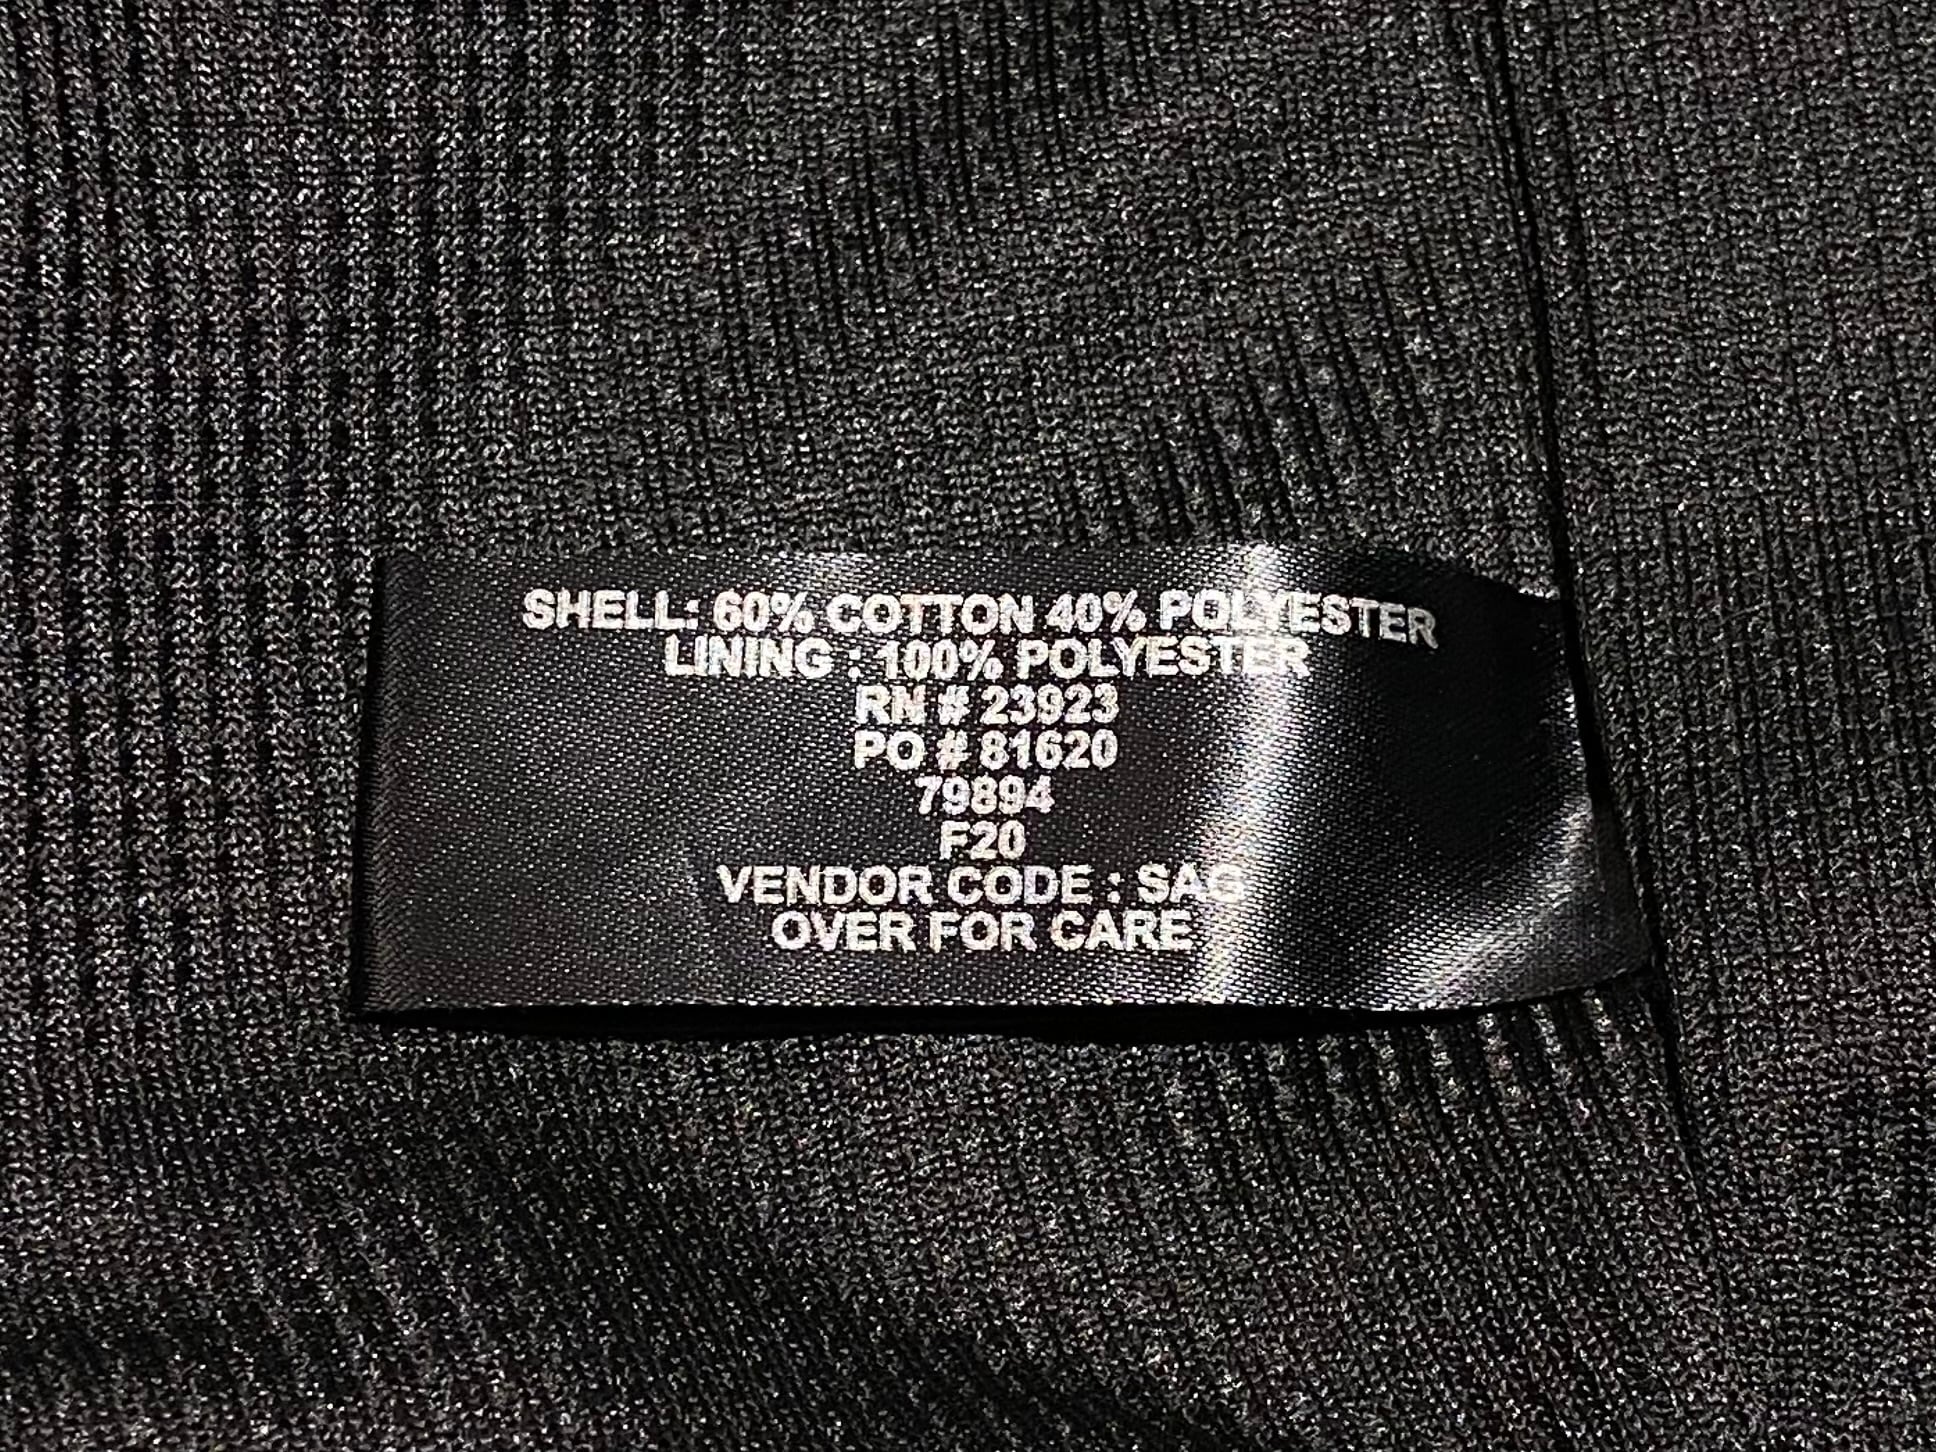 SHELL: 60% COTTON 40% POLYESTER
LINING : 100% POLYESTER
RN # 23923
PO # 81620
79894
F20
VENDOR CODE : SAG
OVER FOR CARE